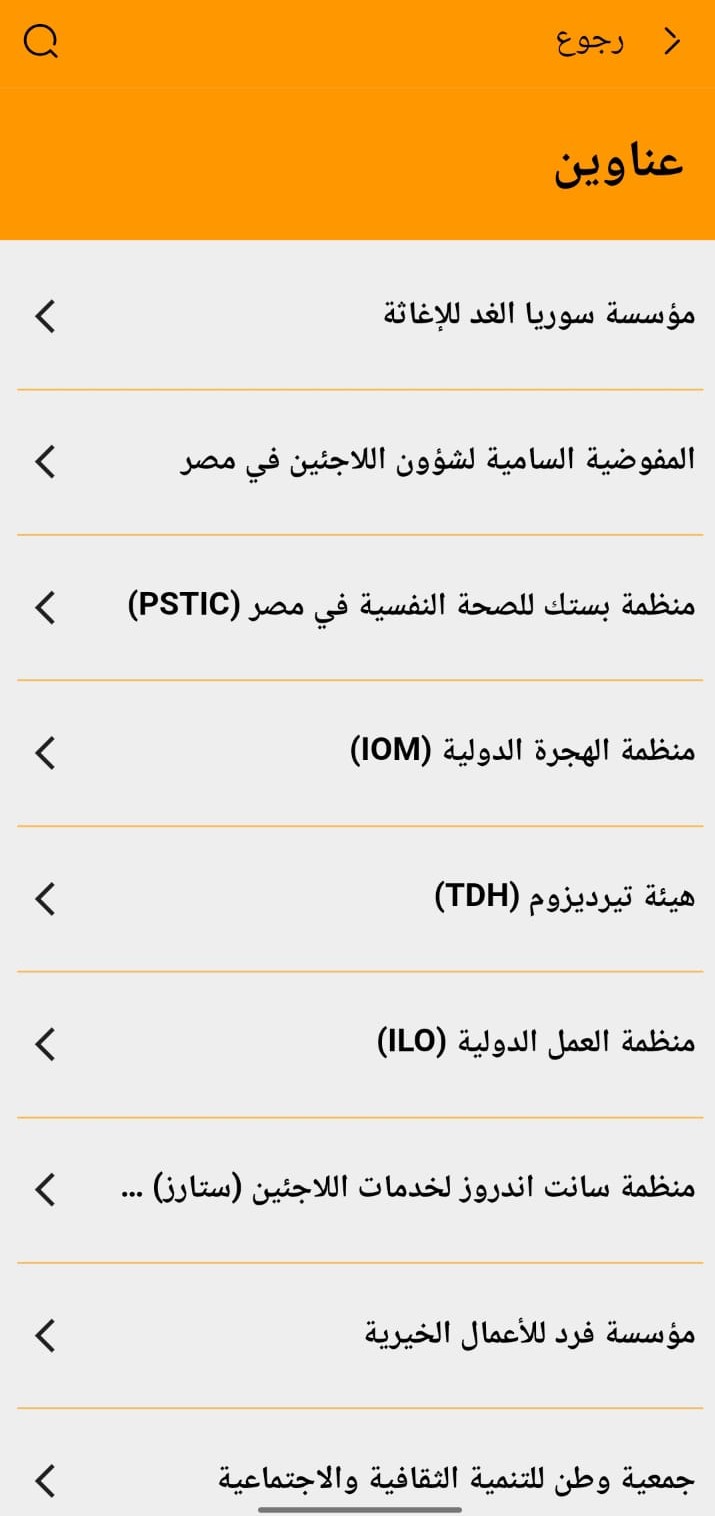 رجوع
عناوين
مؤسسة سوريا الغد للإغاثة
المفوضية السامية لشؤون اللاجئين في مصر
منظمة بستك للصحة النفسية في مصر (PSTIC)
منظمة الهجرة الدولية (IOM)
هيئة تيرديزوم (TDH)
منظمة العمل الدولية (ILO)
منظمة سانت اندروز لخدمات اللاجئين (ستارز) ...
مؤسسة فرد للأعمال الخيرية
جمعية وطن للتنمية الثقافية والاجتماعية